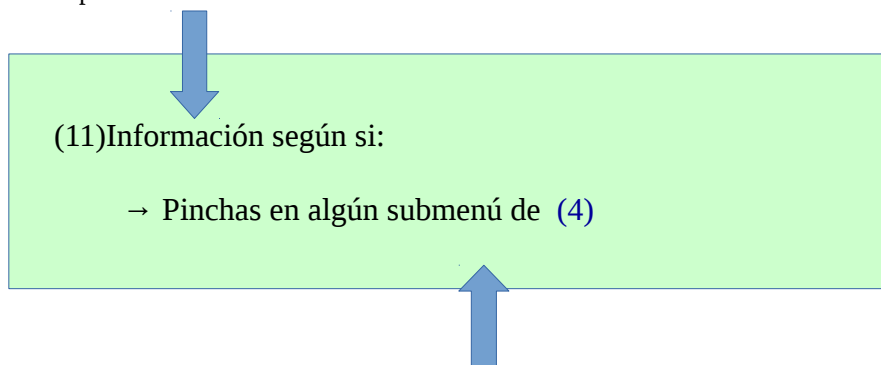 (11)Información según si:
→ Pinchas en algún submenú de (4)